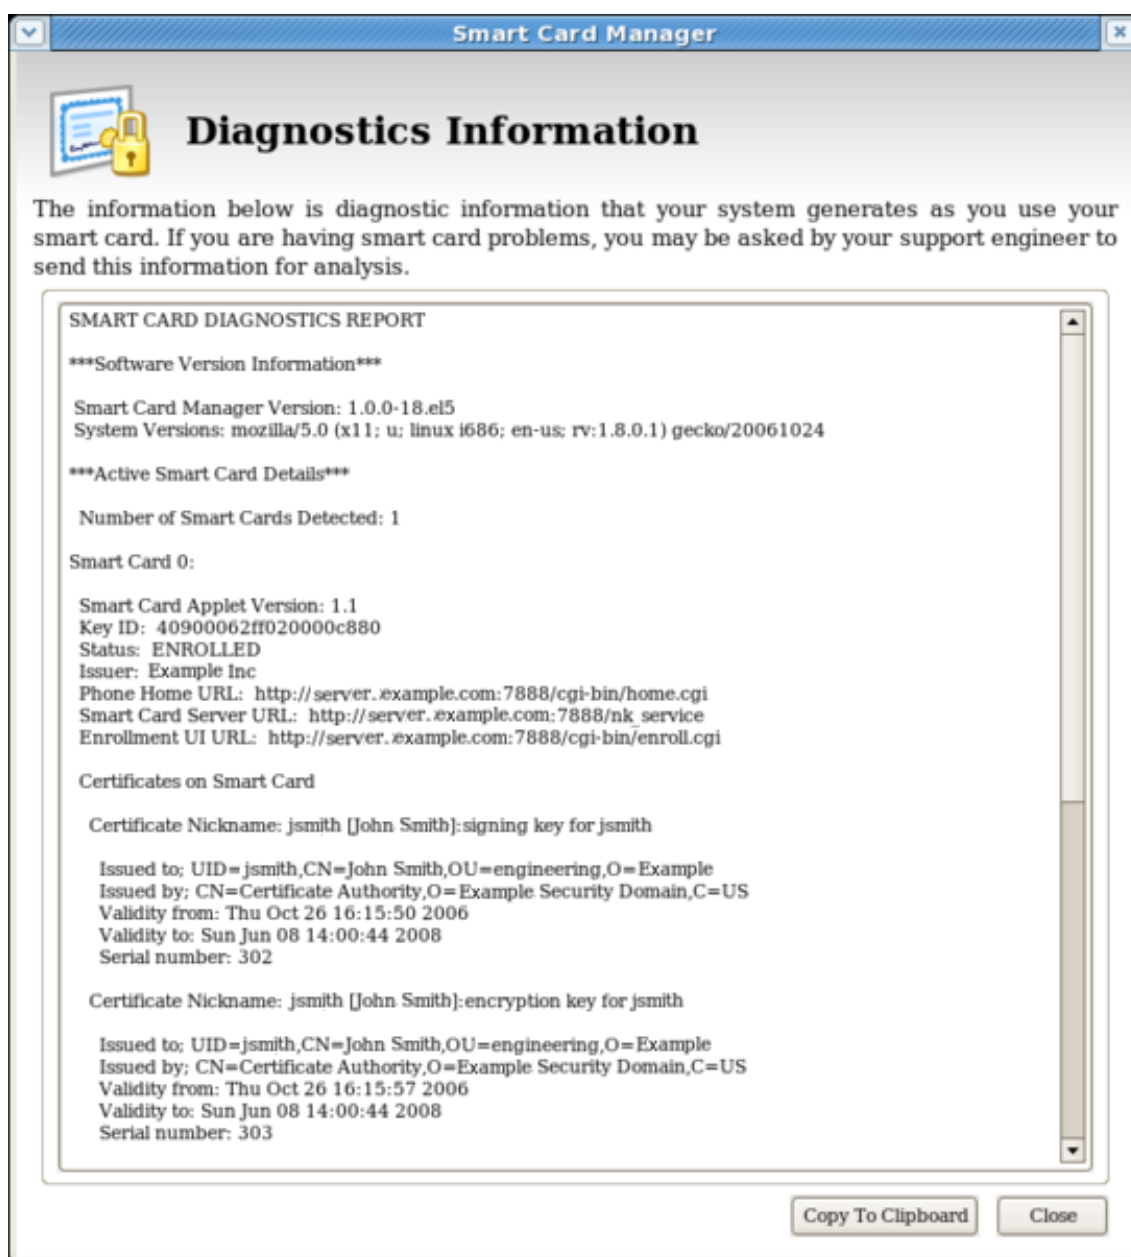 Smart Card Manager
Diagnostics Information
The information below is diagnostic information that your system generates as you use your
smart card. If you are having smart card problems, you may be asked by your support engineer to
send this information for analysis.
SMART CARD DIAGNOSTICS REPORT
***Software Version Information***
Smart Card Manager Version: 1.0.0-18.el5
System Versions: mozilla/5.0 (x11; u; linux i686; en-us; rv:1.8.0.1) gecko/20061024
***Active Smart Card Details***
Number of Smart Cards Detected: 1
Smart Card 0:
Smart Card Applet Version: 1.1
Key ID: 40900062ff020000c880
Status: ENROLLED
Issuer: Example Inc
Phone Home URL: http://server.example.com:7888/cgi-bin/home.cgi
Smart Card Server URL: http://server.example.com:7888/nk_service
Enrollment UI URL: http://server.example.com:7888/cgi-bin/enroll.cgi
Certificates on Smart Card
Certificate Nickname: jsmith [John Smith]:signing key for jsmith
Issued to; UID=jsmith,CN=John Smith,OU=engineering,O=Example
Issued by; CN=Certificate Authority,O=Example Security Domain,C=US
Validity from: Thu Oct 26 16:15:50 2006
Validity to: Sun Jun 08 14:00:44 2008
Serial number: 302
Certificate Nickname: jsmith [John Smith]:encryption key for jsmith
Issued to; UID=jsmith,CN=John Smith,OU=engineering,O=Example
Issued by; CN=Certificate Authority,O=Example Security Domain,C=US
Validity from: Thu Oct 26 16:15:57 2006
Validity to: Sun Jun 08 14:00:44 2008
Serial number: 303
Copy To Clipboard
Close